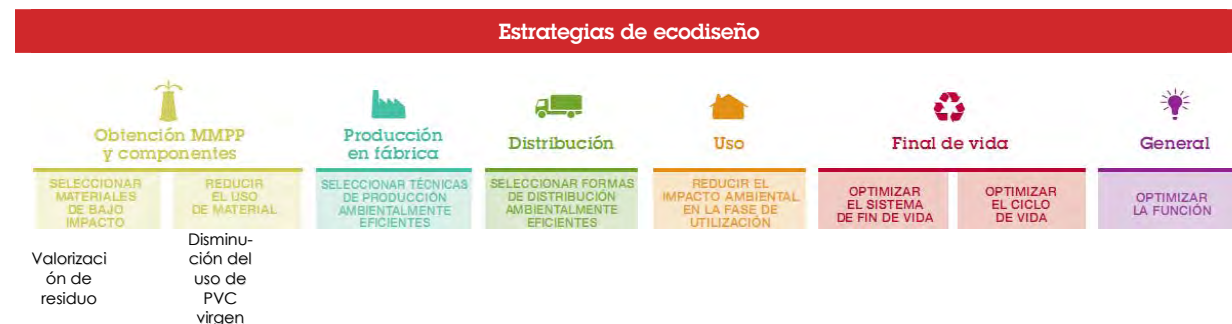 Estrategias de ecodiseño
Obtención MMPP
y componentes
Producción
en fábrica
Distribución
Uso
Final de vida
General
SELECCIONAR
MATERIALES
DE BAJO
IMPACTO
REDUCIR
EL USO
DE MATERIAL
SELECCIONAR TÉCNICAS
DE PRODUCCIÓN
AMBIENTALMENTE
EFICIENTES
SELECCIONAR FORMAS
DE DISTRIBUCIÓN
AMBIENTALMENTE
EFICIENTES
REDUCIR EL
IMPACTO AMBIENTAL
EN LA FASE DE
UTILIZACIÓN
OPTIMIZAR
EL SISTEMA
DE FIN DE VIDA
OPTIMIZAR
EL CICLO
DE VIDA
OPTIMIZAR
LA FUNCIÓN
Valorizaci
ón de
residuo
Disminu-
ción del
uso de
PVC
virgen